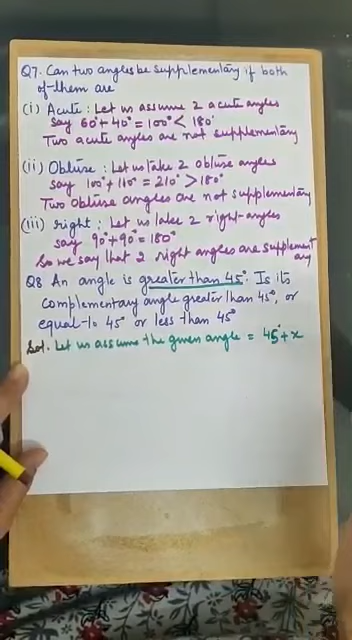 Q7. Can two angles be supplementary if both
of them are
(i) Acute : Let us assume 2 acute angles
say 60° + 40° = 100° < 180°
Two acute angles are not supplementary
(ii) Obtuse : Let us take 2 obtuse angles
say 100° + 110° = 210° > 180°
Two obtuse angles are not supplementary
(iii) right : Let us take 2 right-angles
say 90° + 90° = 180°
So we say that 2 right angles are supplement
ary
Q8 An angle is greater than 45°. Is its
complementary angle greater than 45°, or
equal to 45° or less than 45°
Sol. Let us assume the given angle = 45° + x